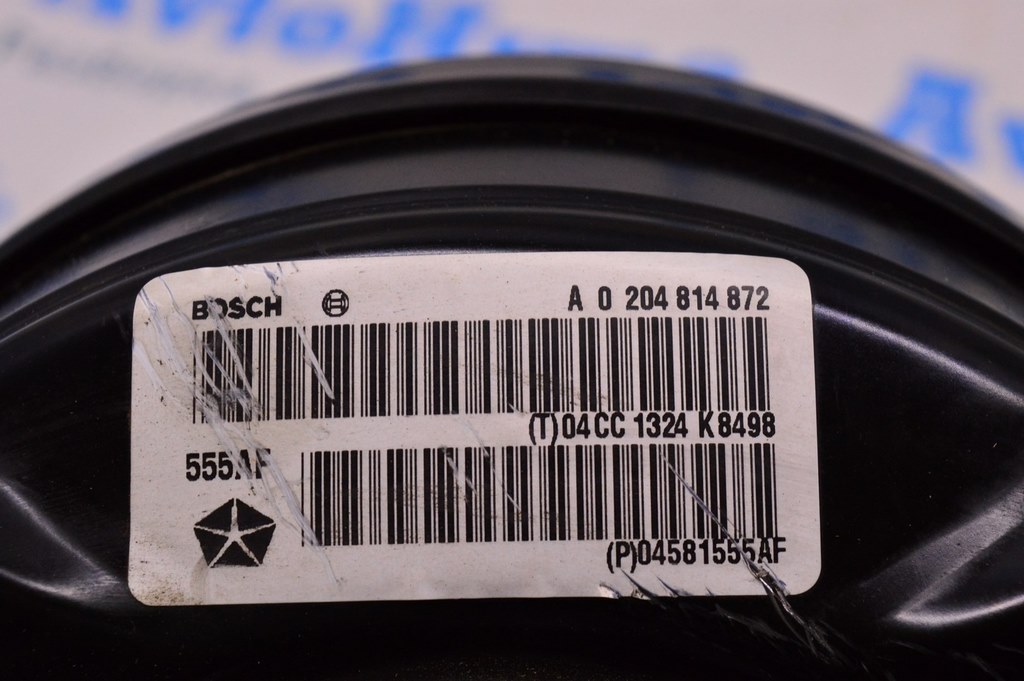 BOSCH A 0 204 814 872
(T)04CC 1324 K8498
555AF
(P)04581555AF